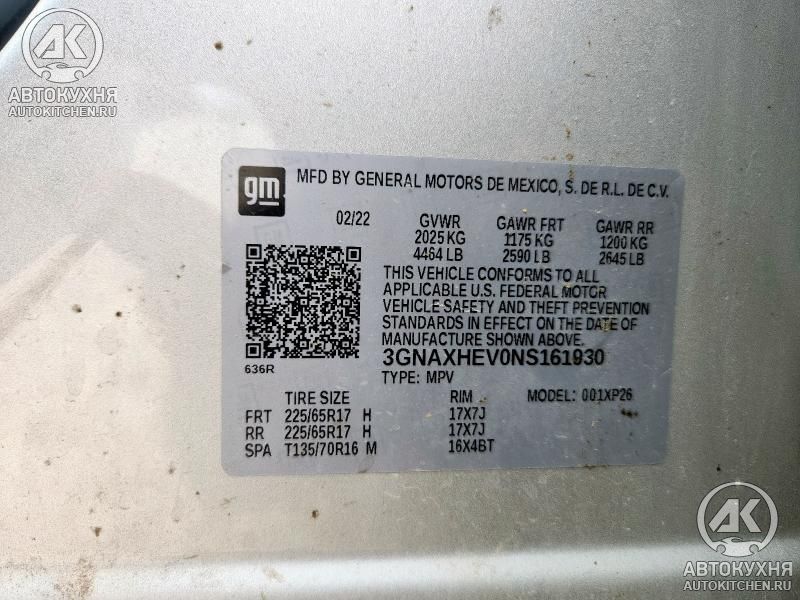 АК
АВТОКУХНЯ
AUTOKITCHEN.RU
gm
MFD BY GENERAL MOTORS DE MEXICO, S. DE R.L. DE C.V.
02/22 GVWR GAWR FRT GAWR RR
2025 KG 1175 KG 1200 KG
4464 LB 2590 LB 2645 LB
THIS VEHICLE CONFORMS TO ALL
APPLICABLE U.S. FEDERAL MOTOR
VEHICLE SAFETY AND THEFT PREVENTION
STANDARDS IN EFFECT ON THE DATE OF
MANUFACTURE SHOWN ABOVE.
3GNAXHEV0NS161930
636R
TYPE: MPV
TIRE SIZE RIM MODEL: 001XP26
FRT 225/65R17 H 17X7J
RR 225/65R17 H 17X7J
SPA T135/70R16 M 16X4BT
АК
АВТОКУХНЯ
AUTOKITCHEN.RU